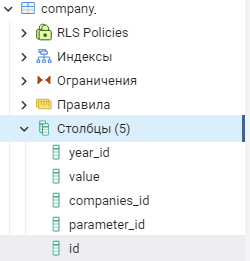 company.
RLS Policies
Индексы
Ограничения
Правила
Столбцы (5)
year_id
value
companies_id
parameter_id
id